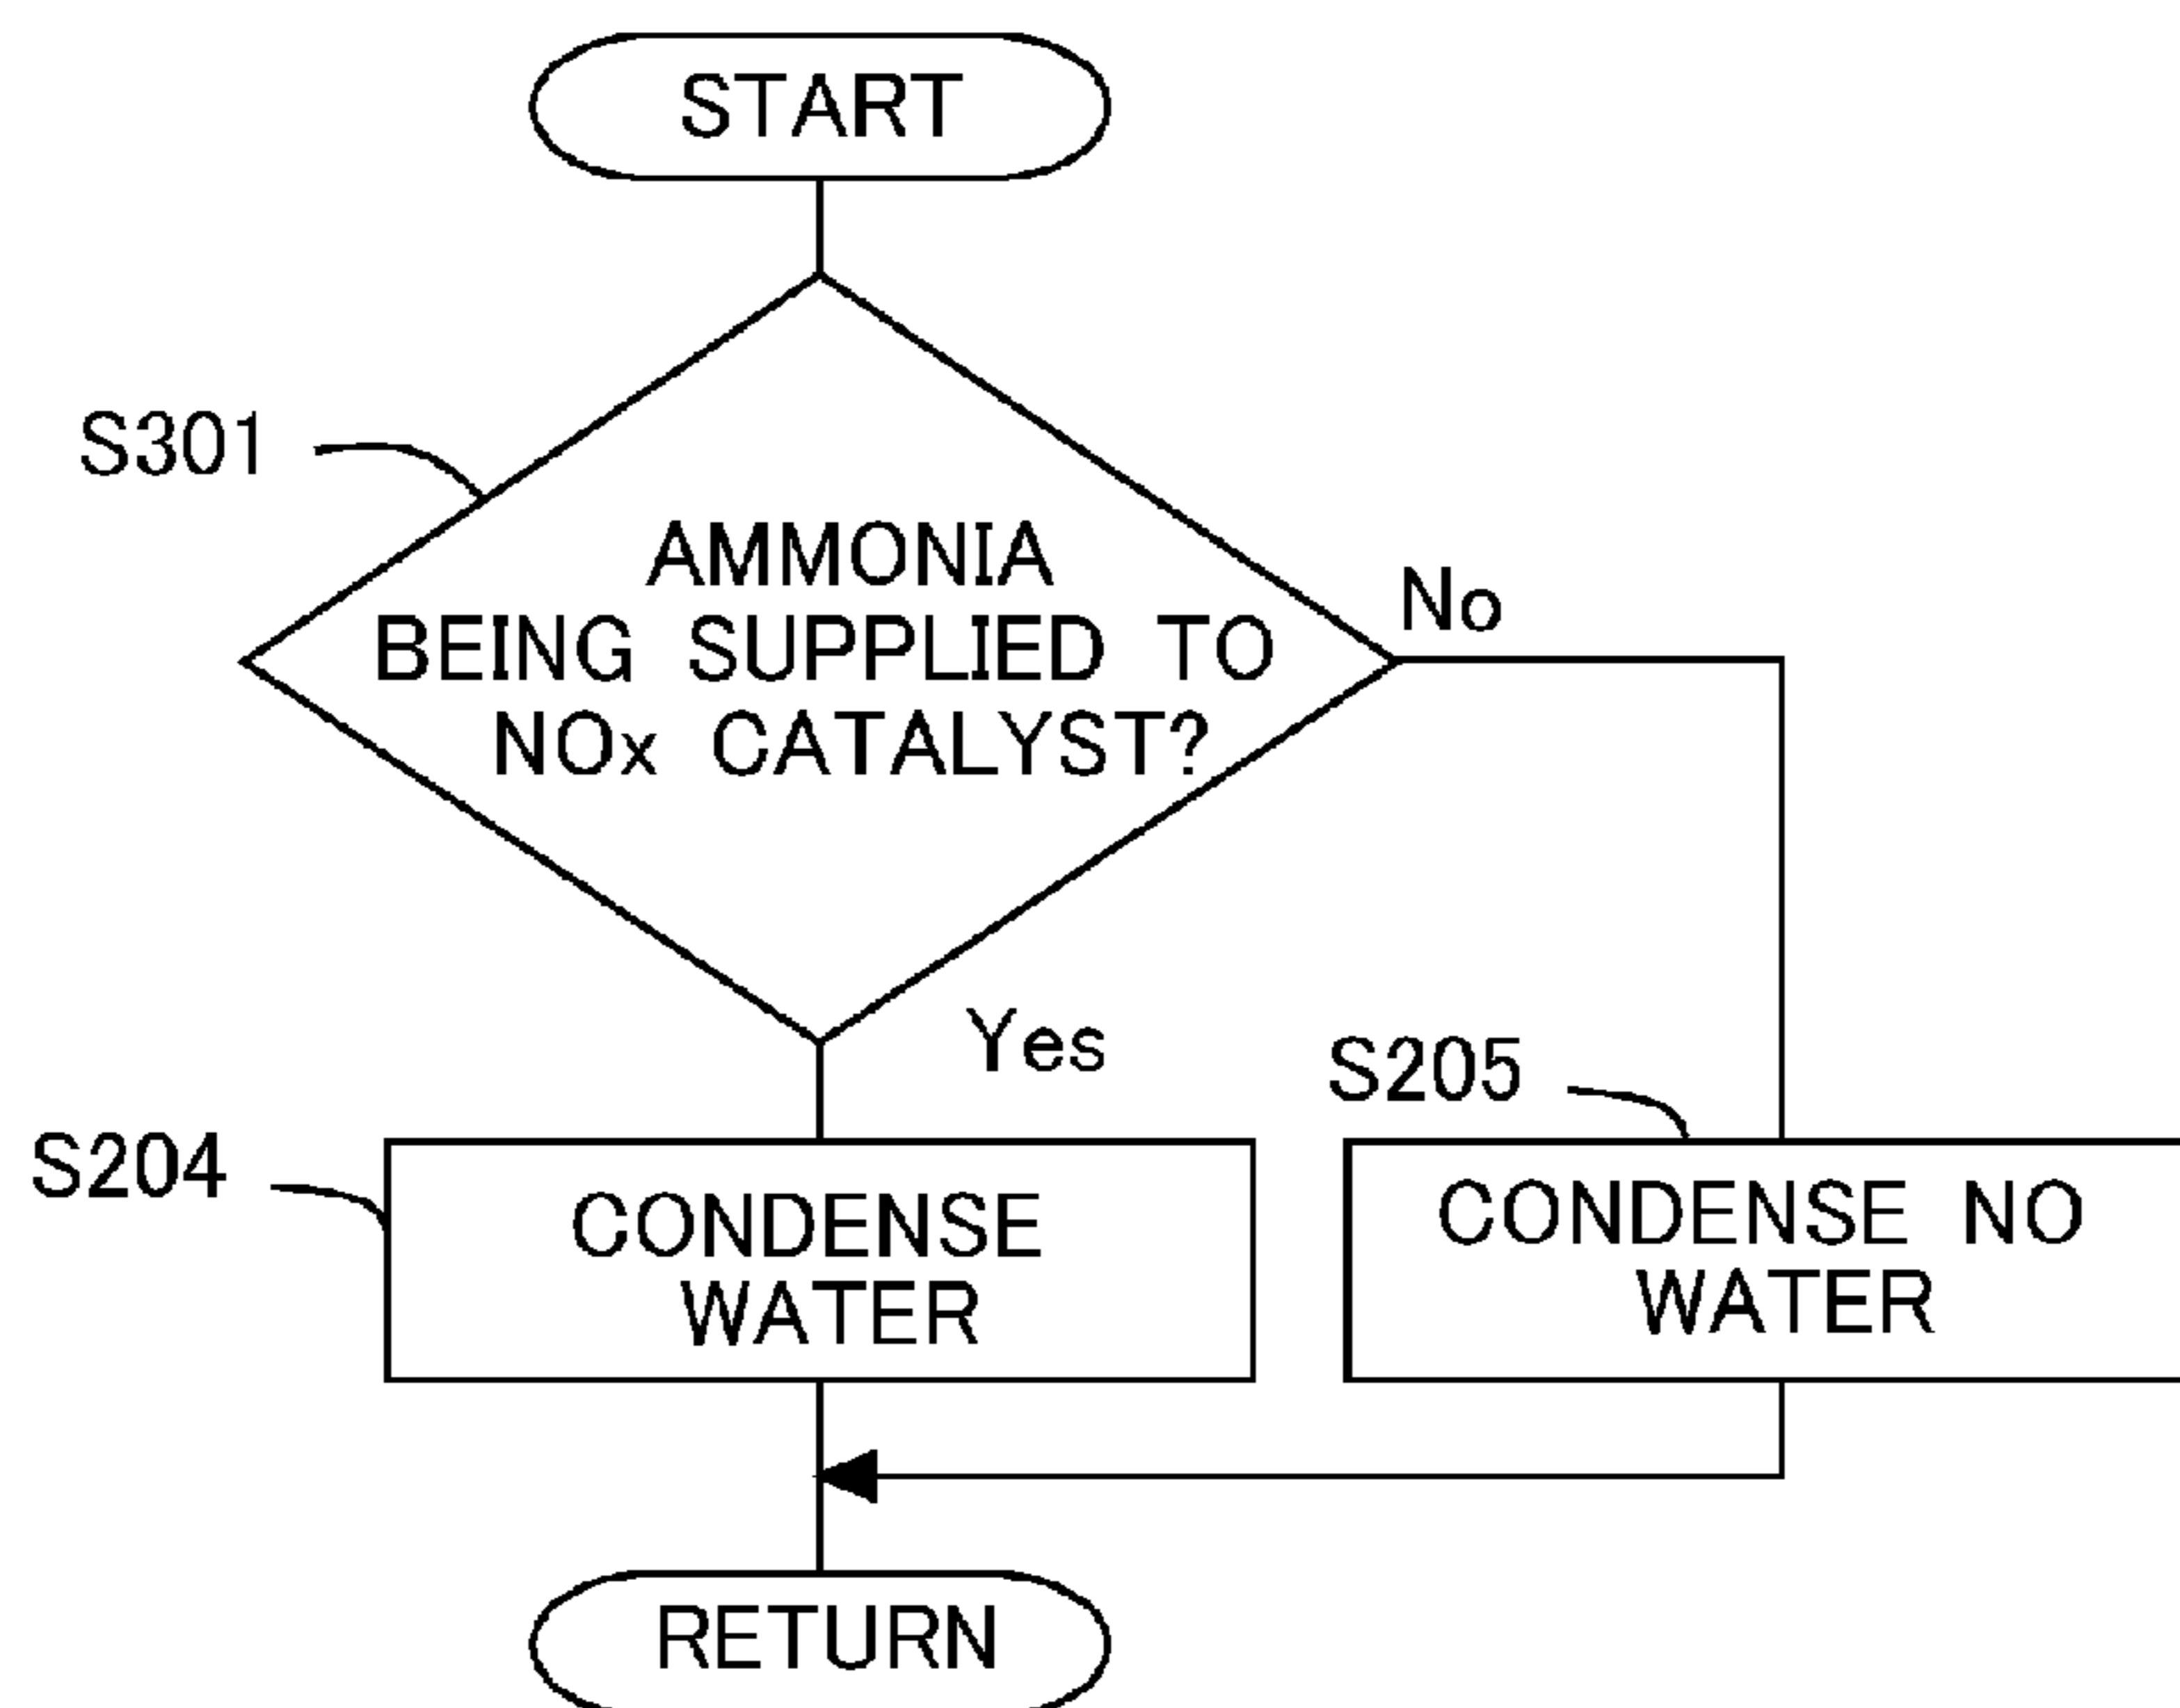 START
S301
AMMONIA
BEING SUPPLIED TO
NOx CATALYST?
No
Yes
S205
S204
CONDENSE
WATER
CONDENSE NO
WATER
RETURN